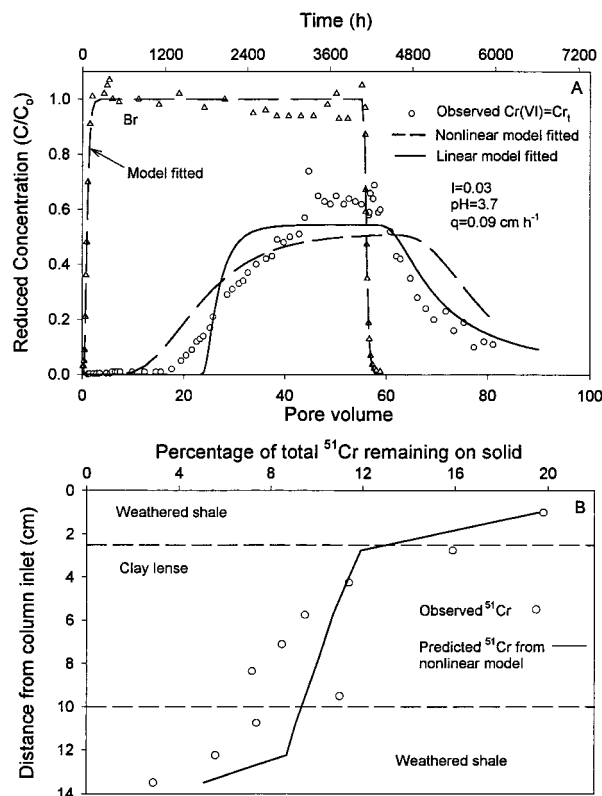 Time (h)
0 1200 2400 3600 4800 6000 7200
A
1.0
0.8
0.6
0.4
0.2
0.0
Reduced Concentration (C/Co)
Br
Model fitted
Observed Cr(VI)=Crt
Nonlinear model fitted
Linear model fitted
I=0.03
pH=3.7
q=0.09 cm h⁻¹
0 20 40 60 80 100
Pore volume
Percentage of total ⁵¹Cr remaining on solid
0 4 8 12 16 20
B
0
2
4
6
8
10
12
14
Distance from column inlet (cm)
Weathered shale
Clay lense
Observed ⁵¹Cr
Predicted ⁵¹Cr from
nonlinear model
Weathered shale